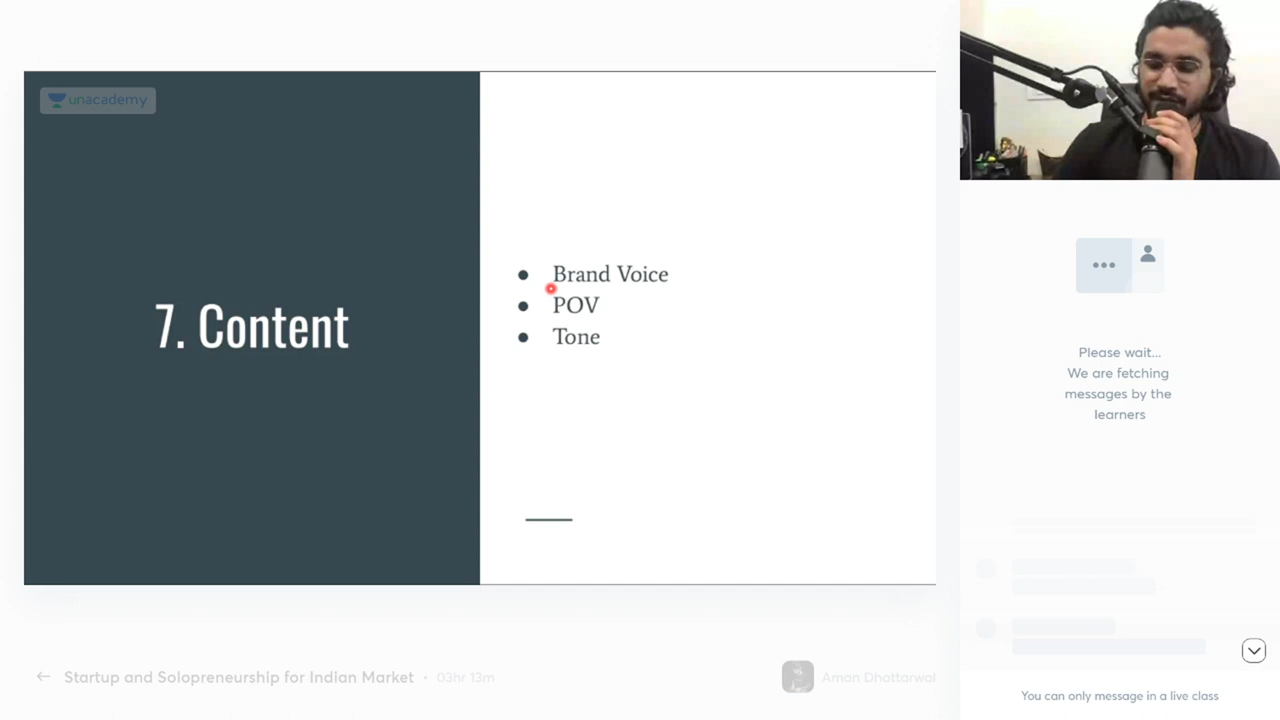 unacademy
7. Content
● Brand Voice
● POV
● Tone
Please wait...
We are fetching
messages by the
learners
← Startup and Solopreneurship for Indian Market • 03hr 13m
Aman Dhattarwal
You can only message in a live class